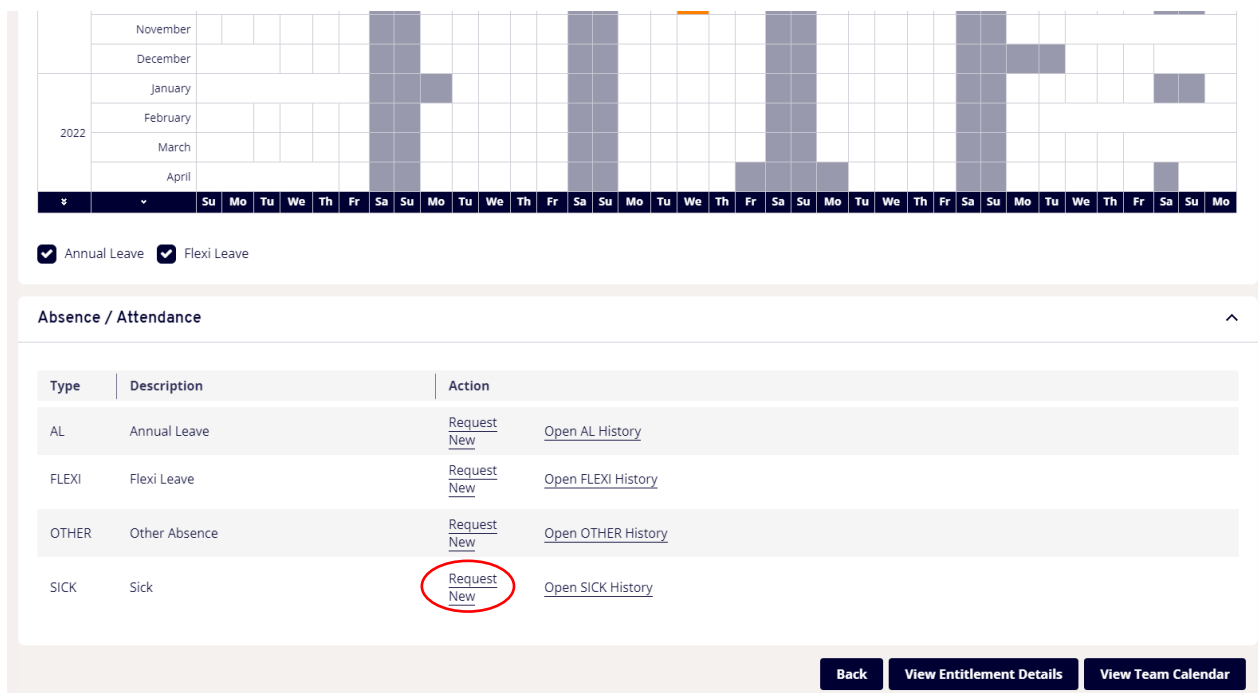 November
December
January
February
2022
March
April
Su Mo Tu We Th Fr Sa Su Mo Tu We Th Fr Sa Su Mo Tu We Th Fr Sa Su Mo Tu We Th Fr Sa Su Mo Tu We Th Fr Sa Su Mo
Annual Leave Flexi Leave
Absence / Attendance
Type Description Action
AL Annual Leave Request New Open AL History
FLEXI Flexi Leave Request New Open FLEXI History
OTHER Other Absence Request New Open OTHER History
SICK Sick Request New Open SICK History
Back View Entitlement Details View Team Calendar